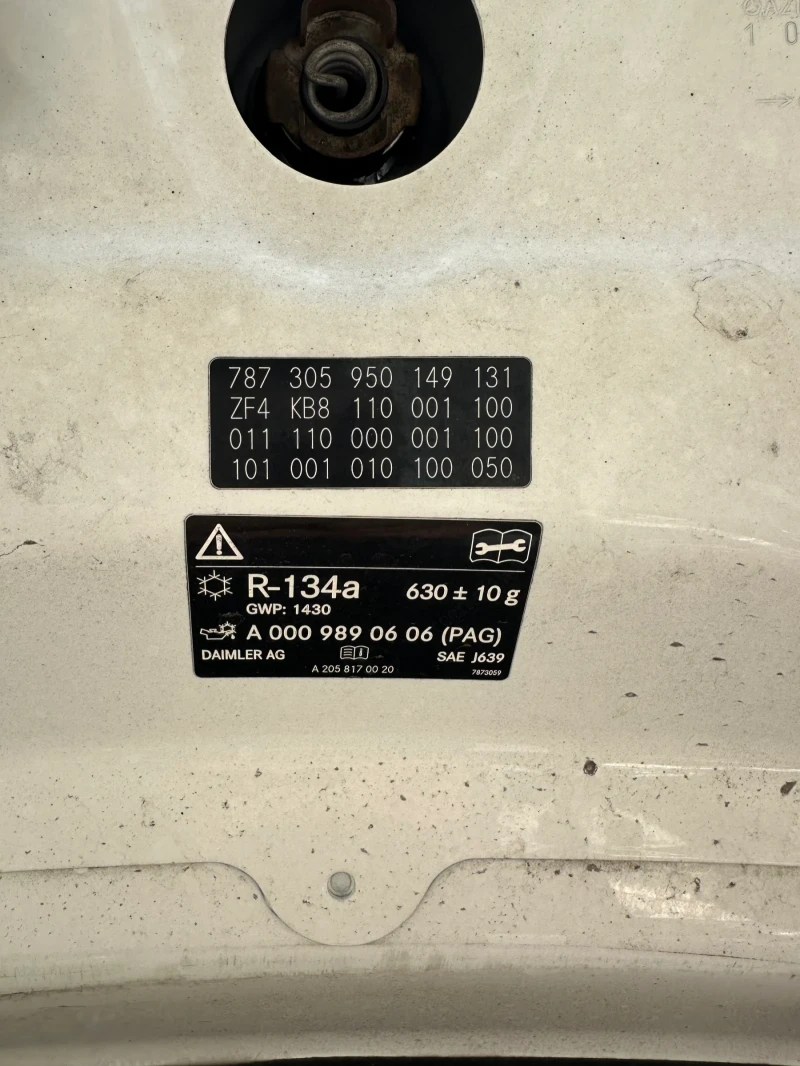 1 0
787 305 950 149 131
ZF4 KB8 110 001 100
011 110 000 001 100
101 001 010 100 050
R-134a 630 ± 10 g
GWP: 1430
A 000 989 06 06 (PAG)
DAIMLER AG SAE J639
A 205 817 00 20 7873059